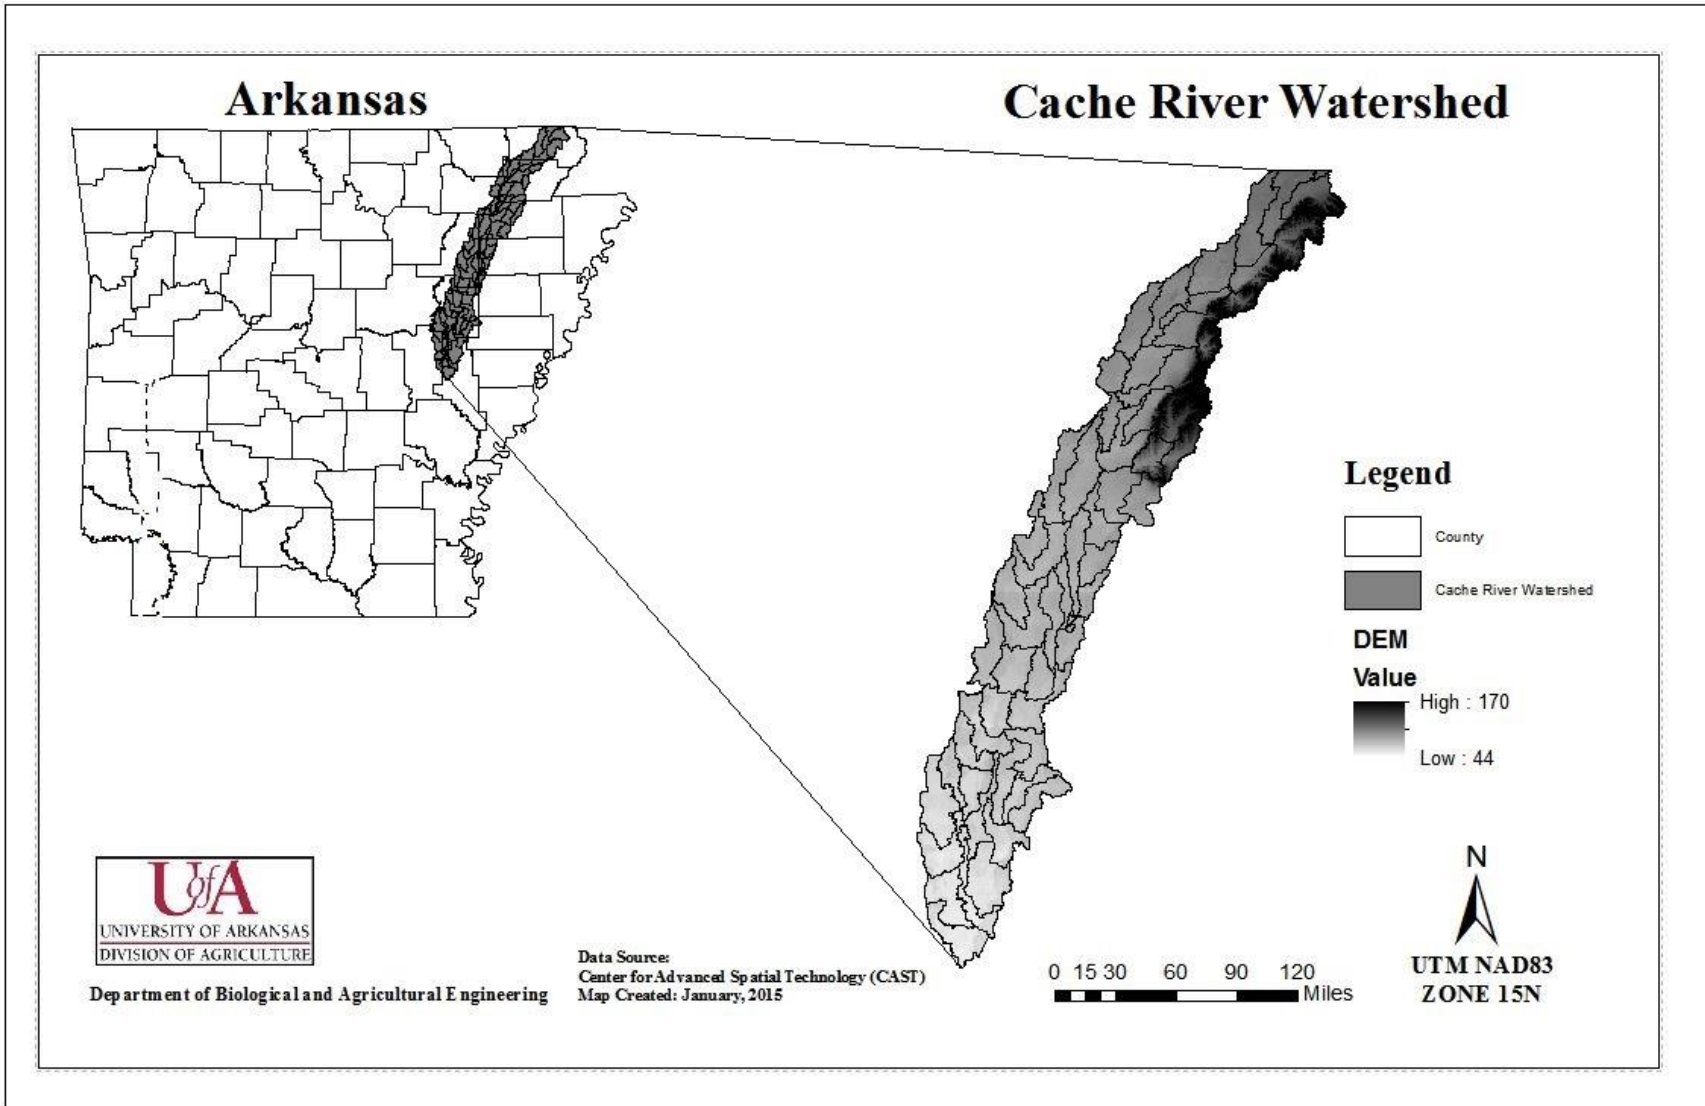 Arkansas
Cache River Watershed
Legend
County
Cache River Watershed
DEM
Value
High : 170
Low : 44
UofA
UNIVERSITY OF ARKANSAS
DIVISION OF AGRICULTURE
Department of Biological and Agricultural Engineering
Data Source:
Center for Advanced Spatial Technology (CAST)
Map Created: January, 2015
0 15 30 60 90 120
Miles
N
UTM NAD83
ZONE 15N